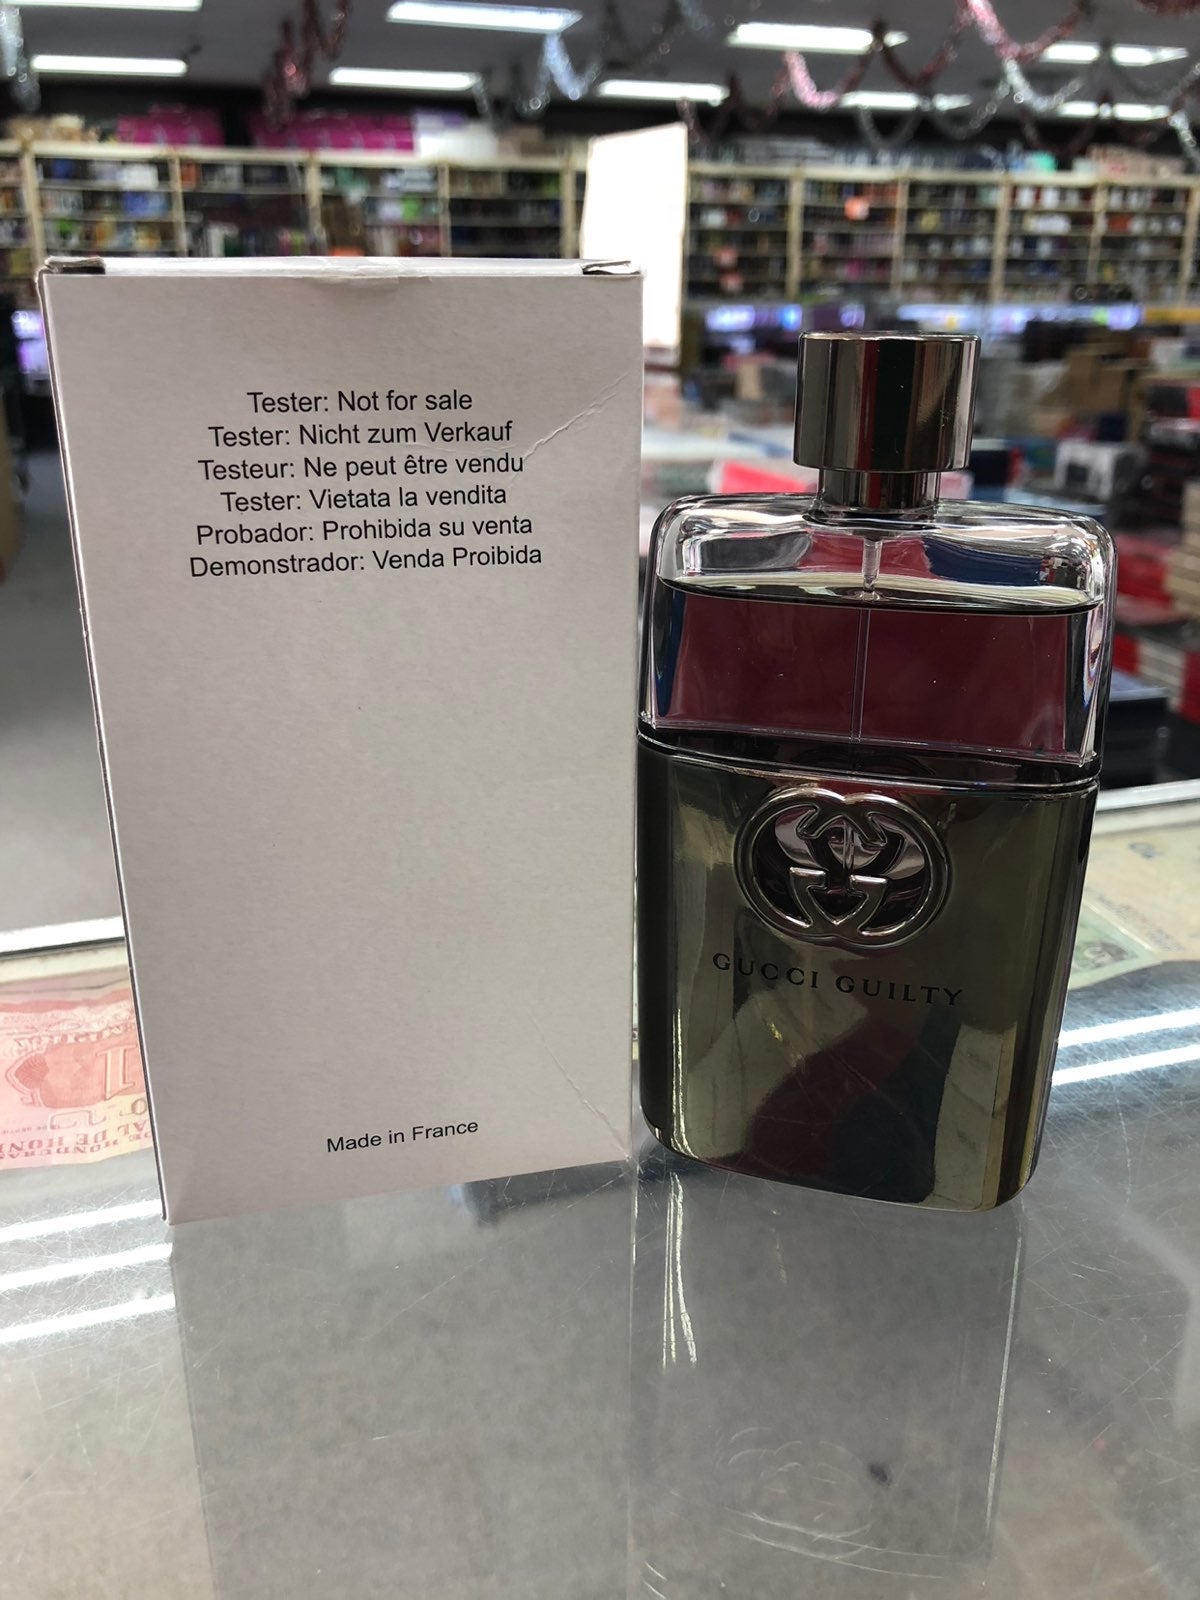 Tester: Not for sale
Tester: Nicht zum Verkauf
Testeur: Ne peut être vendu
Tester: Vietata la vendita
Probador: Prohibida su venta
Demonstrador: Venda Proibida
Made in France
GUCCI GUILTY